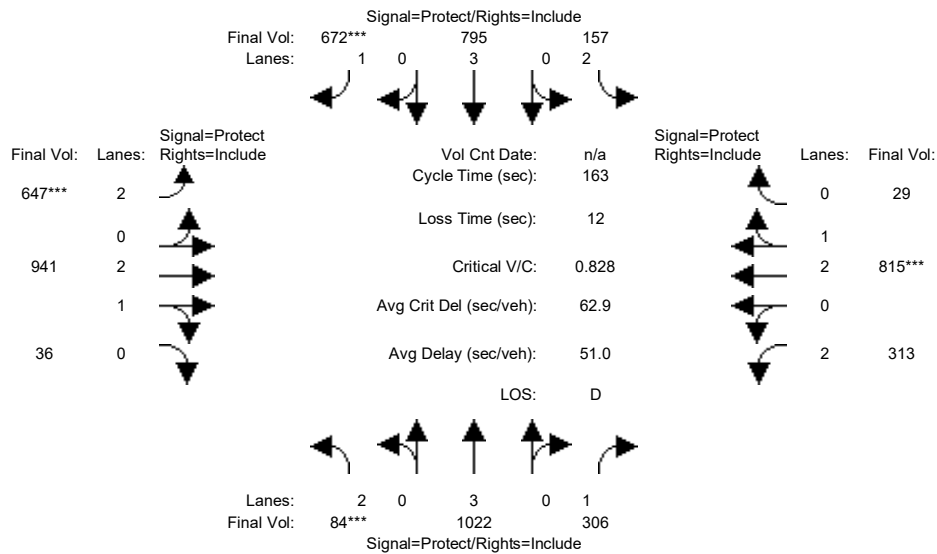 Signal=Protect/Rights=Include
Final Vol: 672*** 795 157
Lanes: 1 0 3 0 2
Signal=Protect
Final Vol: Lanes: Rights=Include
Vol Cnt Date: n/a
Signal=Protect
Rights=Include Lanes: Final Vol:
Cycle Time (sec): 163
647*** 2
0 29
Loss Time (sec): 12
0
1
941 2
Critical V/C: 0.828
2 815***
1
Avg Crit Del (sec/veh): 62.9
0
36 0
Avg Delay (sec/veh): 51.0
2 313
LOS: D
Lanes: 2 0 3 0 1
Final Vol: 84*** 1022 306
Signal=Protect/Rights=Include